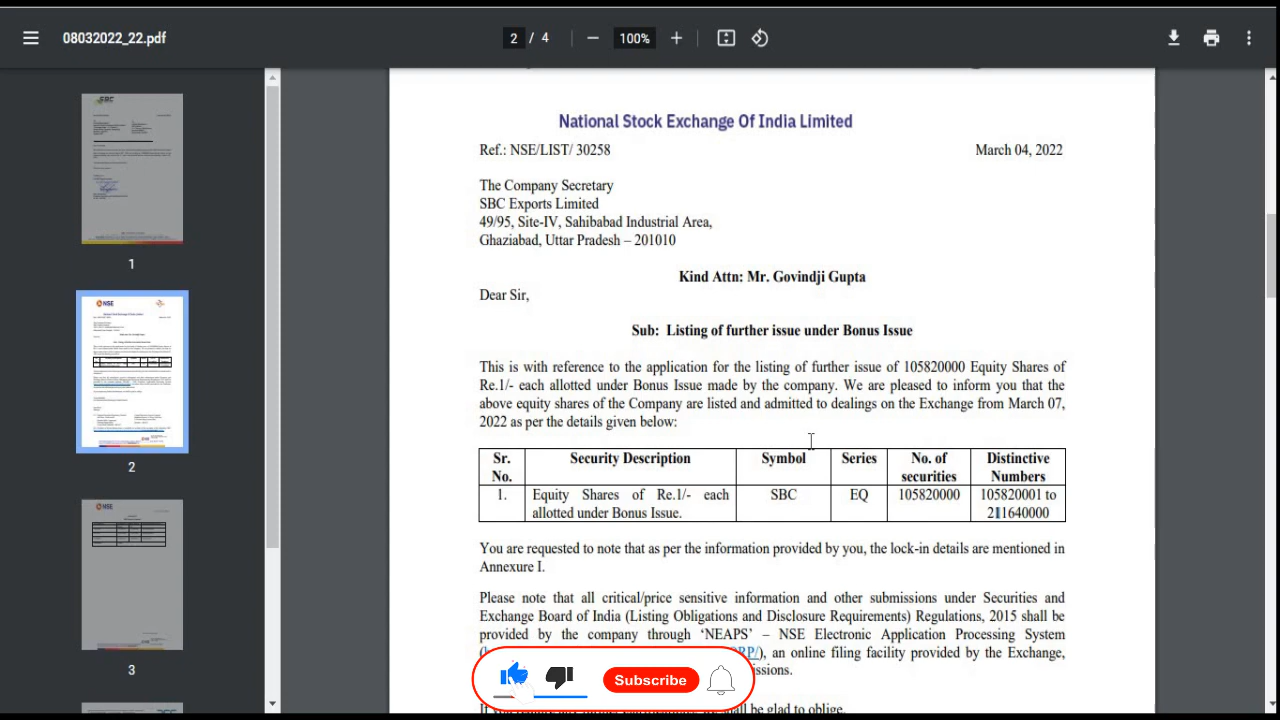 08032022_22.pdf
2 / 4
100%
National Stock Exchange Of India Limited
Ref.: NSE/LIST/ 30258 March 04, 2022
The Company Secretary
SBC Exports Limited
49/95, Site-IV, Sahibabad Industrial Area,
Ghaziabad, Uttar Pradesh – 201010
Kind Attn: Mr. Govindji Gupta
Dear Sir,
Sub: Listing of further issue under Bonus Issue
This is with reference to the application for the listing of further issue of 105820000 Equity Shares of
Re.1/- each allotted under Bonus Issue made by the company. We are pleased to inform you that the
above equity shares of the Company are listed and admitted to dealings on the Exchange from March 07,
2022 as per the details given below:
Sr. No. Security Description Symbol Series No. of securities Distinctive Numbers
1. Equity Shares of Re.1/- each allotted under Bonus Issue. SBC EQ 105820000 105820001 to 211640000
You are requested to note that as per the information provided by you, the lock-in details are mentioned in
Annexure I.
Please note that all critical/price sensitive information and other submissions under Securities and
Exchange Board of India (Listing Obligations and Disclosure Requirements) Regulations, 2015 shall be
provided by the company through ‘NEAPS’ – NSE Electronic Application Processing System
RP/), an online filing facility provided by the Exchange,
issions.
Subscribe
SBC
1
NSE
2
NSE
3